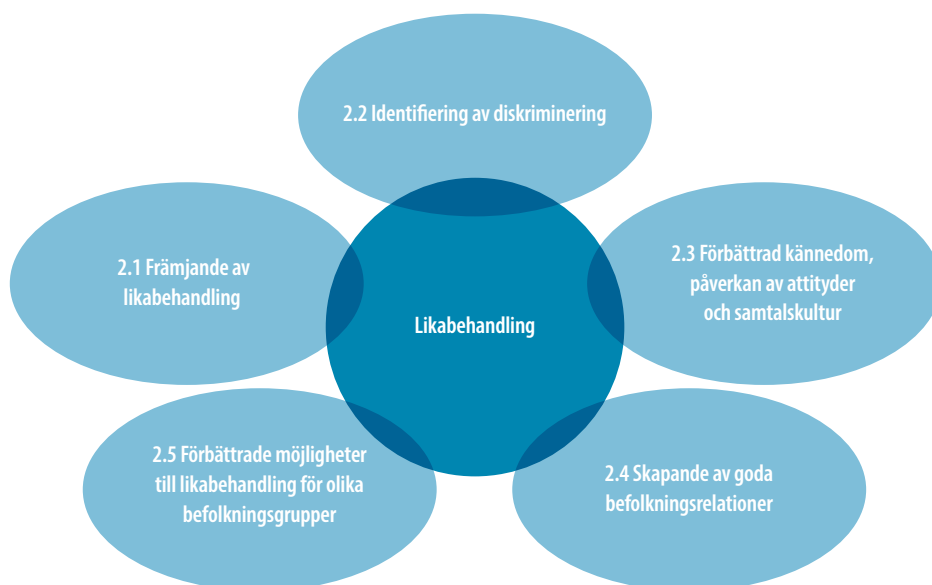 2.2 Identifiering av diskriminering
2.1 Främjande av
likabehandling
2.3 Förbättrad kännedom,
påverkan av attityder
och samtalskultur
Likabehandling
2.5 Förbättrade möjligheter
till likabehandling för olika
befolkningsgrupper
2.4 Skapande av goda
befolkningsrelationer